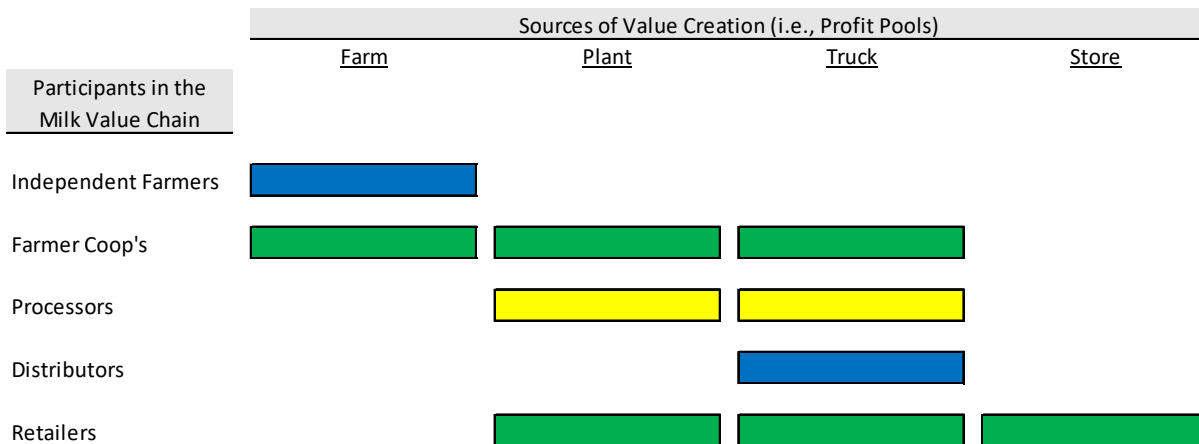 Sources of Value Creation (i.e., Profit Pools)
Farm Plant Truck Store
Participants in the
Milk Value Chain
Independent Farmers
Farmer Coop's
Processors
Distributors
Retailers